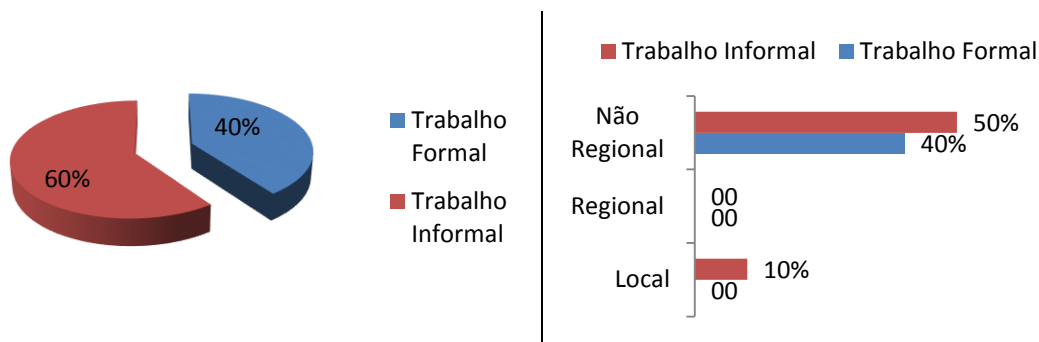 40%
60%
Trabalho
Formal
Trabalho
Informal
Trabalho Informal Trabalho Formal
Não
Regional
50%
40%
Regional
00
00
Local
10%
00